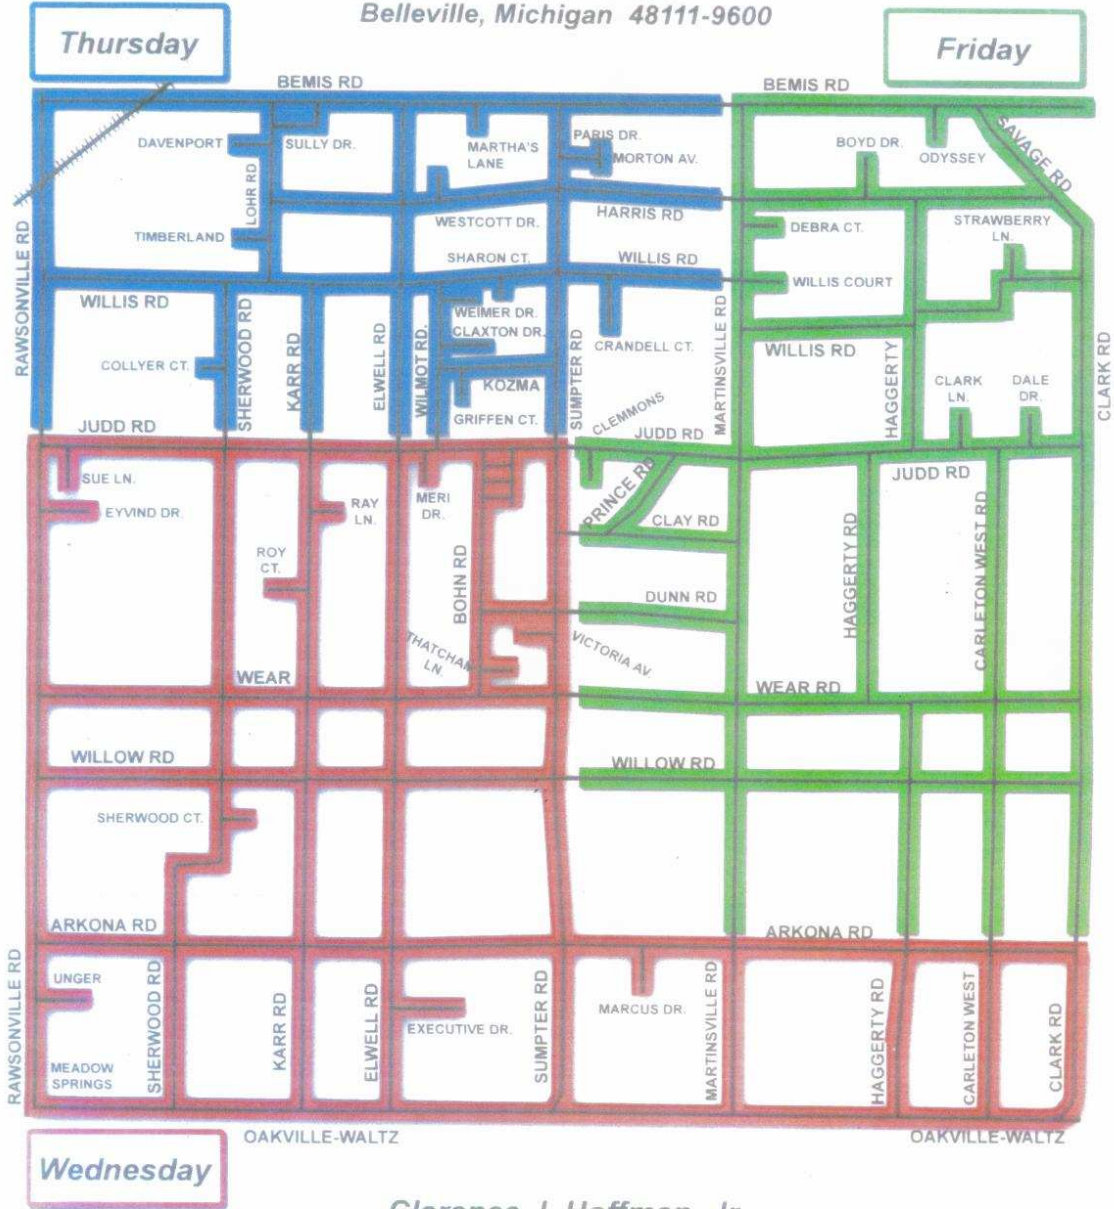 Belleville, Michigan 48111-9600
Thursday
Friday
BEMIS RD
BEMIS RD
DAVENPORT
SULLY DR.
MARTHA'S
LANE
PARIS DR.
MORTON AV.
BOYD DR.
ODYSSEY
SAVAGE RD
LOHR RD
WESTCOTT DR.
HARRIS RD
TIMBERLAND
DEBRA CT.
STRAWBERRY
LN.
SHARON CT.
WILLIS RD
RAWSONVILLE RD
WILLIS RD
SHERWOOD RD
KARR RD
ELWELL RD
WILMOT RD.
WEIMER DR.
CLAXTON DR.
SUMPTER RD
CRANDELL CT.
MARTINSVILLE RD
WILLIS COURT
WILLIS RD
HAGGERTY
CLARK RD
COLLYER CT.
KOZMA
GRIFFEN CT.
CLARK
LN.
DALE
DR.
JUDD RD
CLEMMONS
JUDD RD
JUDD RD
SUE LN.
EYVIND DR.
RAY
LN.
MERI
DR.
PRINCE RD
CLAY RD
ROY
CT.
BOHN RD
DUNN RD
HAGGERTY RD
CARLETON WEST RD
THATCHAM
LN.
VICTORIA AV.
WEAR
WEAR RD
WILLOW RD
WILLOW RD
SHERWOOD CT.
ARKONA RD
ARKONA RD
RAWSONVILLE RD
UNGER
SHERWOOD RD
KARR RD
ELWELL RD
EXECUTIVE DR.
SUMPTER RD
MARCUS DR.
MARTINSVILLE RD
HAGGERTY RD
CARLETON WEST
CLARK RD
MEADOW
SPRINGS
OAKVILLE-WALTZ
OAKVILLE-WALTZ
Wednesday